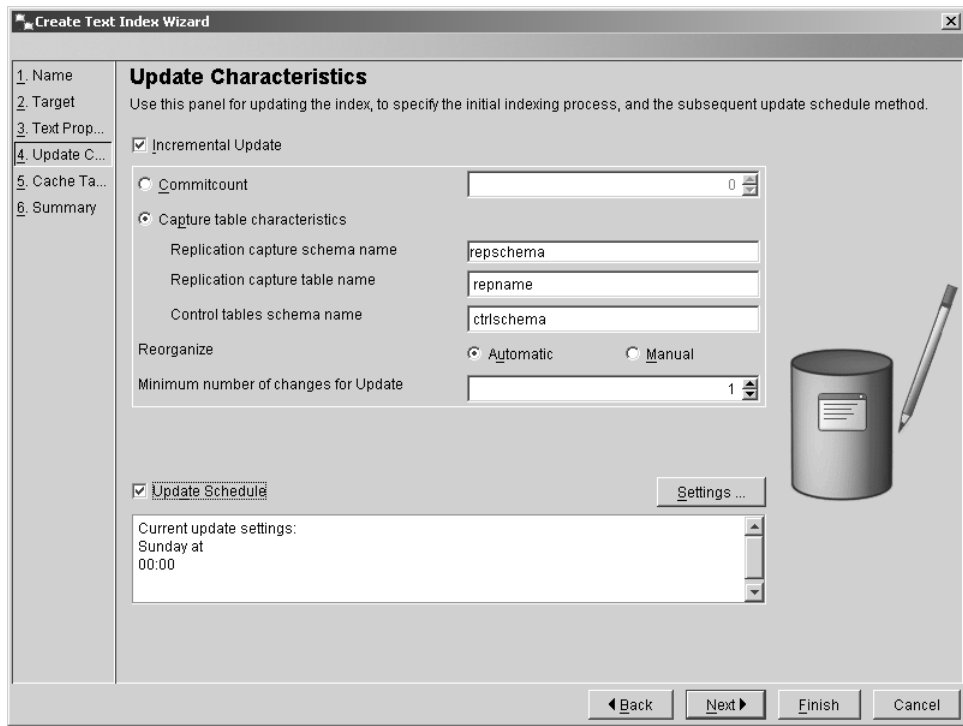 Create Text Index Wizard
1. Name
2. Target
3. Text Prop...
4. Update C...
5. Cache Ta...
6. Summary
Update Characteristics
Use this panel for updating the index, to specify the initial indexing process, and the subsequent update schedule method.
Incremental Update
Commitcount 0
Capture table characteristics
Replication capture schema name repschema
Replication capture table name repname
Control tables schema name ctrlschema
Reorganize Automatic Manual
Minimum number of changes for Update 1
Update Schedule Settings ...
Current update settings:
Sunday at
00:00
Back Next Finish Cancel